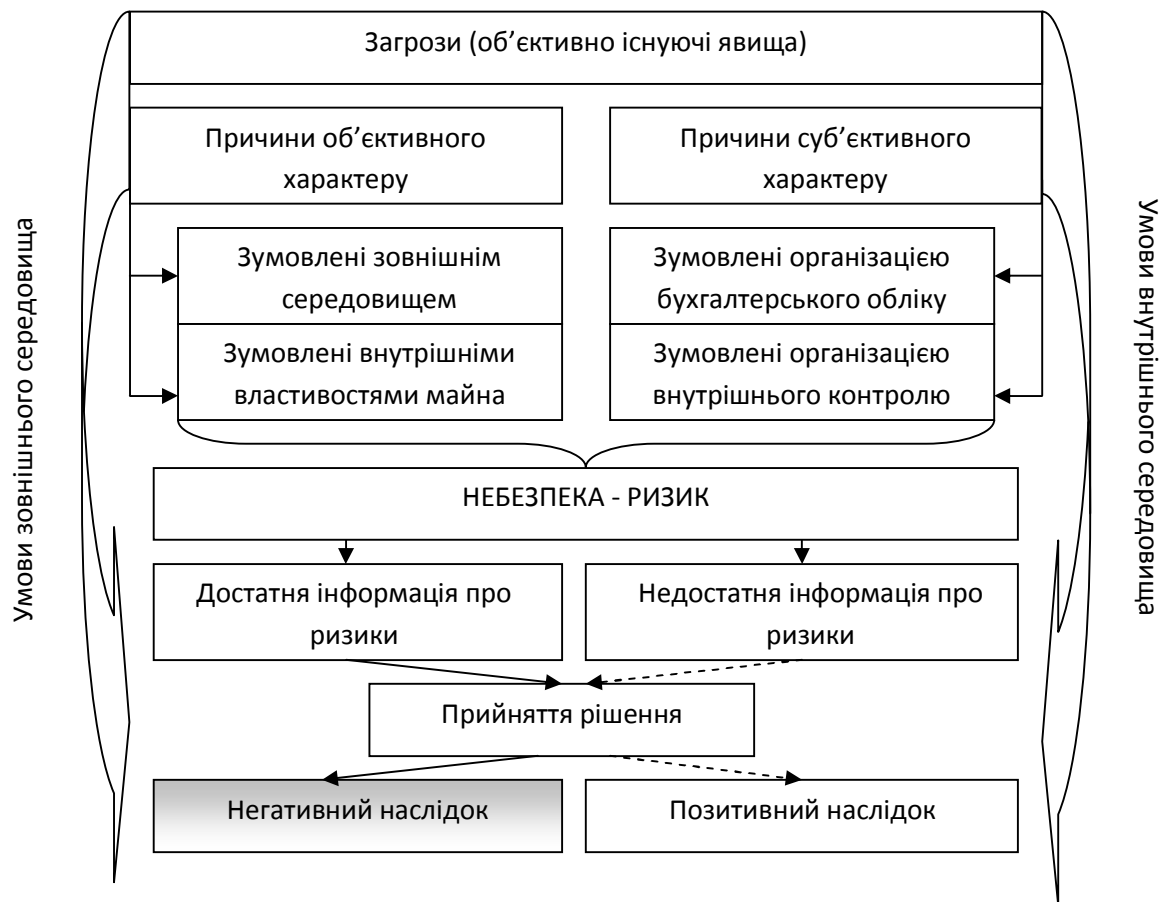 Загрози (об’єктивно існуючі явища)
Причини об’єктивного
характеру
Причини суб’єктивного
характеру
Умови зовнішнього середовища
Умови внутрішнього середовища
Зумовлені зовнішнім
середовищем
Зумовлені організацією
бухгалтерського обліку
Зумовлені внутрішніми
властивостями майна
Зумовлені організацією
внутрішнього контролю
НЕБЕЗПЕКА - РИЗИК
Достатня інформація про
ризики
Недостатня інформація про
ризики
Прийняття рішення
Негативний наслідок
Позитивний наслідок